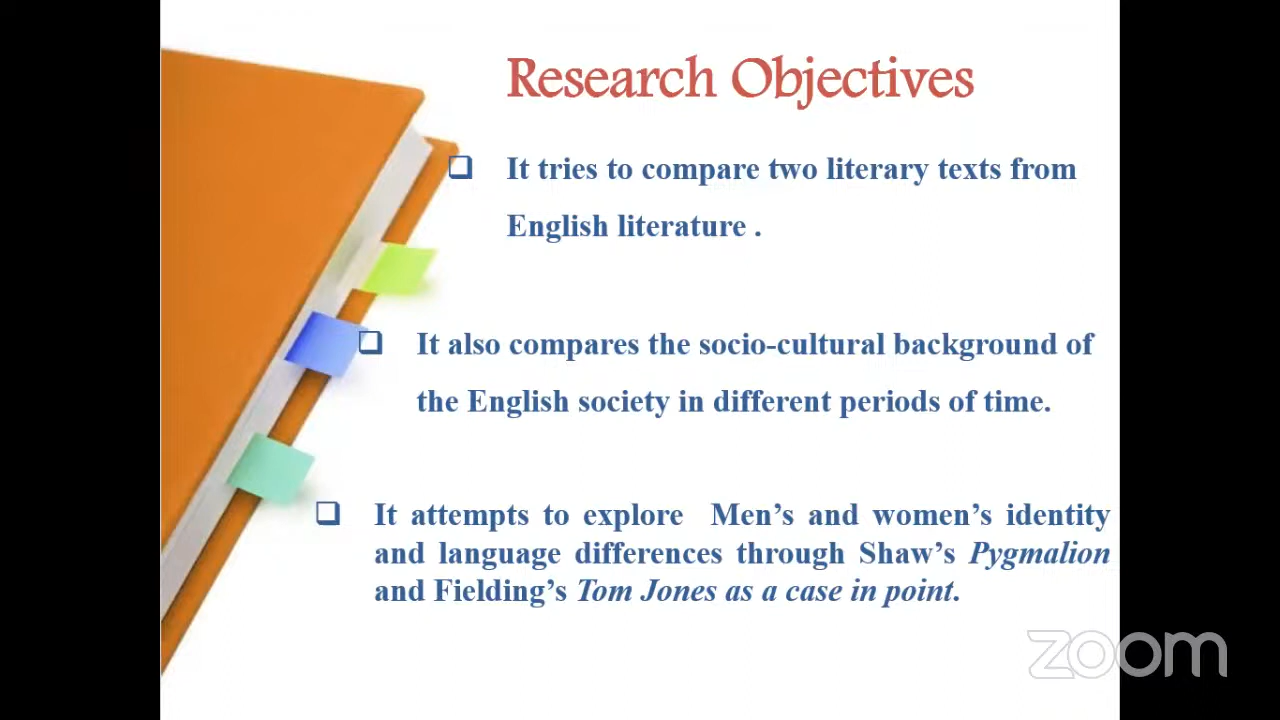 Research Objectives
❑ It tries to compare two literary texts from
English literature .
❑ It also compares the socio-cultural background of
the English society in different periods of time.
❑ It attempts to explore Men’s and women’s identity
and language differences through Shaw’s Pygmalion
and Fielding’s Tom Jones as a case in point.
zoom